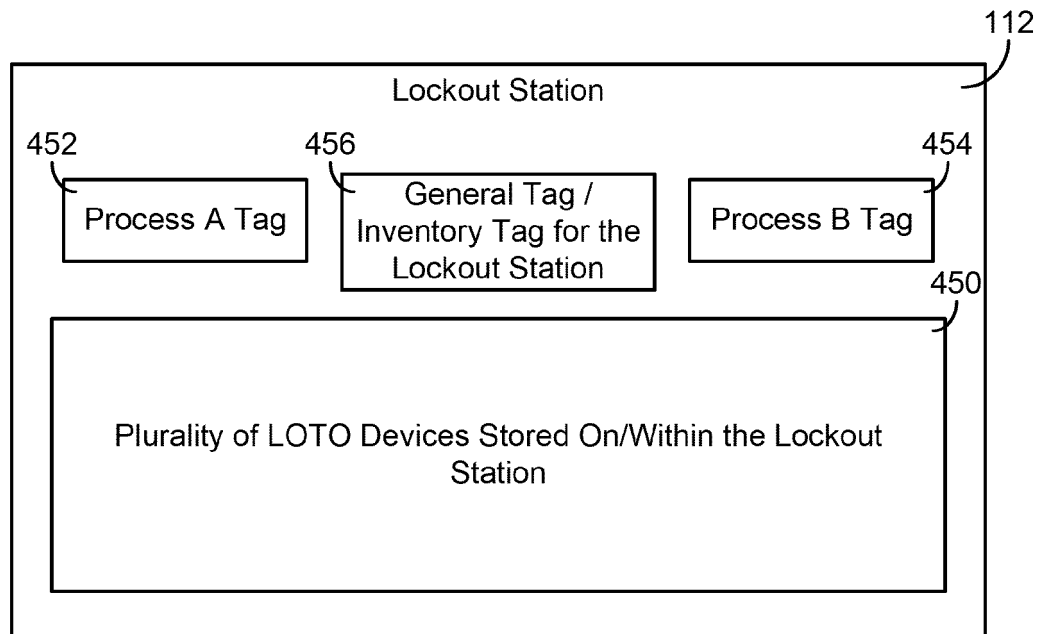 112
Lockout Station
452
456
454
Process A Tag
General Tag /
Inventory Tag for the
Lockout Station
Process B Tag
450
Plurality of LOTO Devices Stored On/Within the Lockout
Station